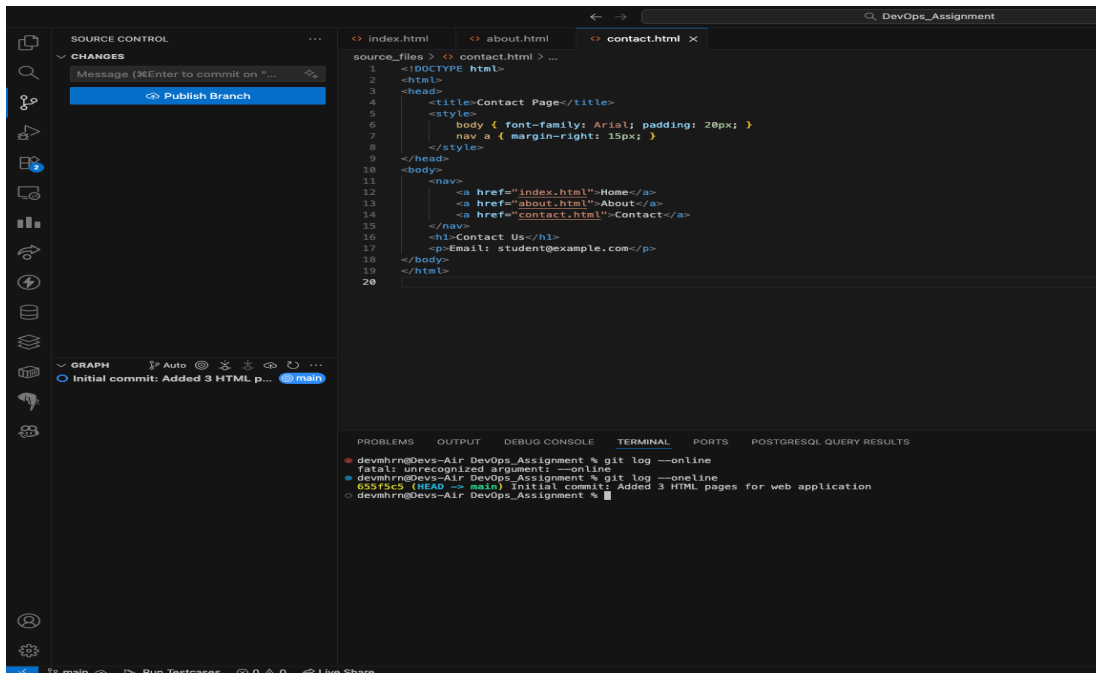 DevOps_Assignment
SOURCE CONTROL
CHANGES
Message (⌘Enter to commit on "...
Publish Branch
GRAPH
Auto
Initial commit: Added 3 HTML p...
main
2
index.html
about.html
contact.html
source_files > contact.html > ...
1 <!DOCTYPE html>
2 <html>
3 <head>
4 <title>Contact Page</title>
5 <style>
6 body { font-family: Arial; padding: 20px; }
7 nav a { margin-right: 15px; }
8 </style>
9 </head>
10 <body>
11 <nav>
12 <a href="index.html">Home</a>
13 <a href="about.html">About</a>
14 <a href="contact.html">Contact</a>
15 </nav>
16 <h1>Contact Us</h1>
17 <p>Email: student@example.com</p>
18 </body>
19 </html>
20
PROBLEMS OUTPUT DEBUG CONSOLE TERMINAL PORTS POSTGRESQL QUERY RESULTS
devmhrn@Devs-Air DevOps_Assignment % git log --online
fatal: unrecognized argument: --online
devmhrn@Devs-Air DevOps_Assignment % git log --oneline
655f5c5 (HEAD -> main) Initial commit: Added 3 HTML pages for web application
devmhrn@Devs-Air DevOps_Assignment %
main Run Testcases 0 0 Live Share